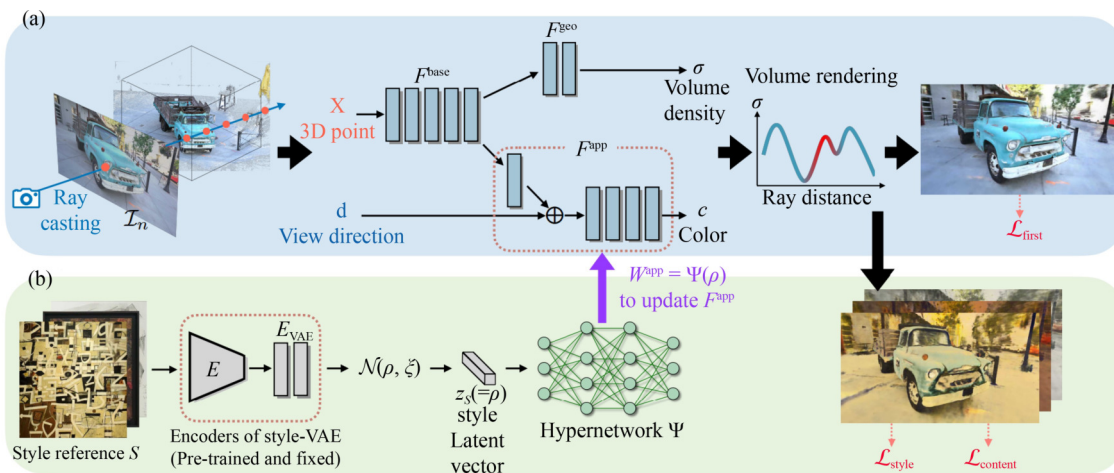 (a)
F^geo
F^base
σ
Volume
density
X
3D point
F^app
Volume rendering
σ
Ray distance
Ray
casting
I_n
d
View direction
⊕
c
Color
L_first
W^app = Ψ(ρ)
to update F^app
(b)
E
E_VAE
N(ρ, ξ)
z_S(=ρ)
style
Latent
vector
Hypernetwork Ψ
Encoders of style-VAE
(Pre-trained and fixed)
Style reference S
L_style
L_content